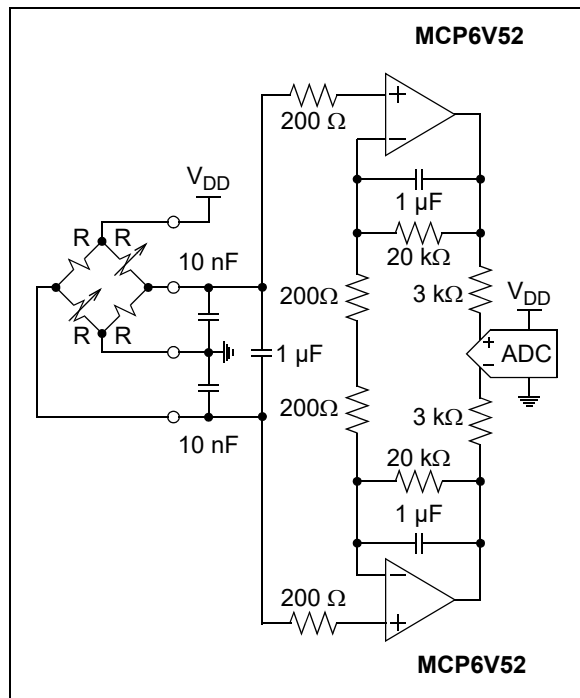 MCP6V52
200 Ω
+
−
V_DD
1 µF
R R
10 nF
20 kΩ
200Ω
3 kΩ
V_DD
+
−
ADC
1 µF
R R
200Ω
3 kΩ
10 nF
20 kΩ
1 µF
−
200 Ω
+
MCP6V52